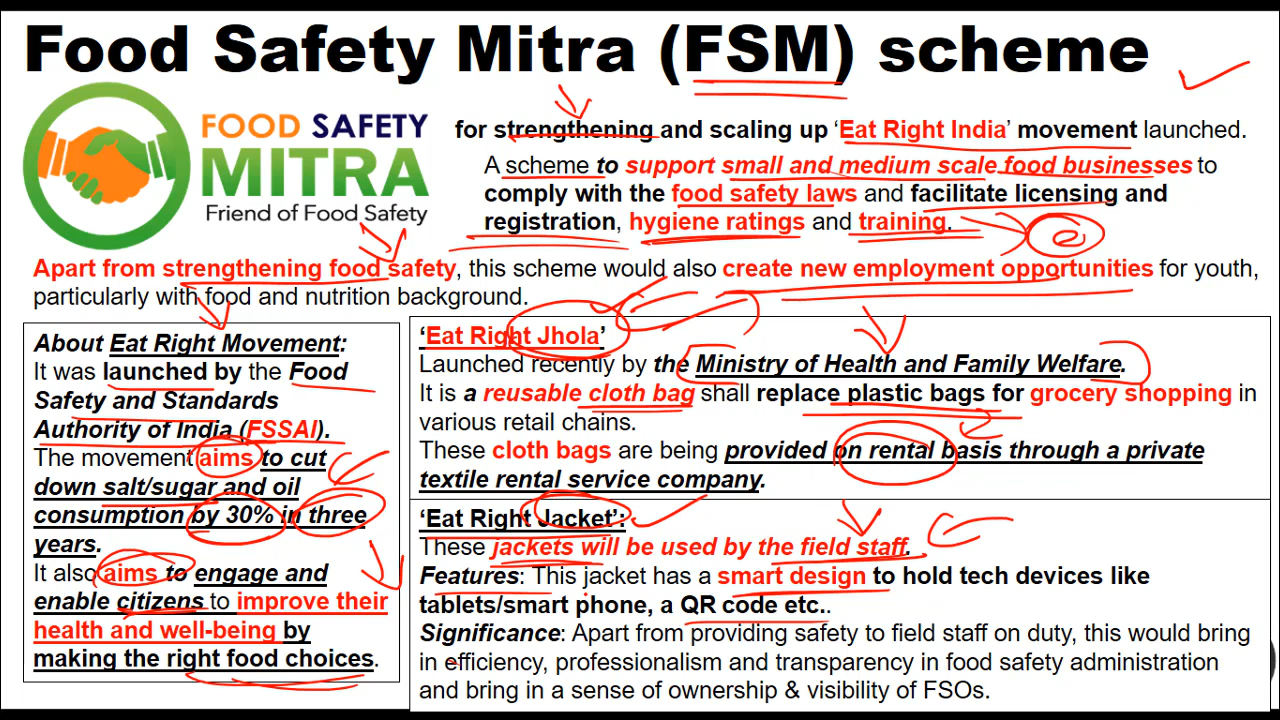 Food Safety Mitra (FSM) scheme
FOOD SAFETY
MITRA
Friend of Food Safety
for strengthening and scaling up ‘Eat Right India’ movement launched.
A scheme to support small and medium scale food businesses to
comply with the food safety laws and facilitate licensing and
registration, hygiene ratings and training.
Apart from strengthening food safety, this scheme would also create new employment opportunities for youth,
particularly with food and nutrition background.
About Eat Right Movement:
It was launched by the Food
Safety and Standards
Authority of India (FSSAI).
The movement aims to cut
down salt/sugar and oil
consumption by 30% in three
years.
It also aims to engage and
enable citizens to improve their
health and well-being by
making the right food choices.
‘Eat Right Jhola’
Launched recently by the Ministry of Health and Family Welfare.
It is a reusable cloth bag shall replace plastic bags for grocery shopping in
various retail chains.
These cloth bags are being provided on rental basis through a private
textile rental service company.
‘Eat Right Jacket’:
These jackets will be used by the field staff.
Features: This jacket has a smart design to hold tech devices like
tablets/smart phone, a QR code etc..
Significance: Apart from providing safety to field staff on duty, this would bring
in efficiency, professionalism and transparency in food safety administration
and bring in a sense of ownership & visibility of FSOs.